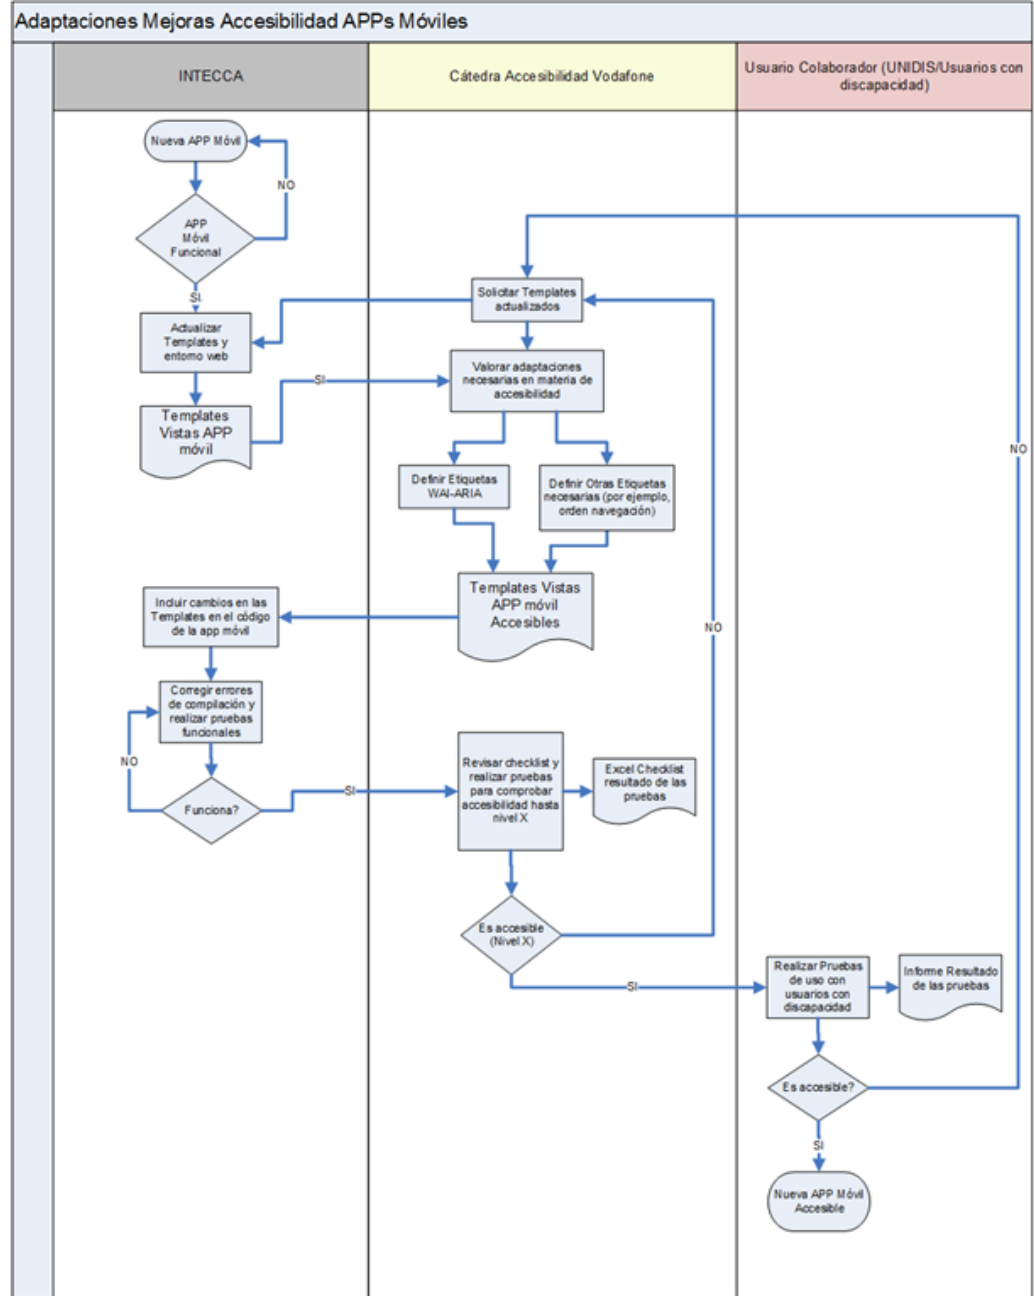 Adaptaciones Mejoras Accesibilidad APPs Móviles
INTECCA
Cátedra Accesibilidad Vodafone
Usuario Colaborador (UNIDIS/Usuarios con
discapacidad)
Nueva APP Móvil
NO
APP
Móvil
Funcional
SI
Solicitar Templates
actualizados
Actualizar
Templates y
entorno web
SI
Valorar adaptaciones
necesarias en materia de
accesibilidad
Templates
Vistas APP
móvil
NO
Definir Etiquetas
WAI-ARIA
Definir Otras Etiquetas
necesarias (por ejemplo,
orden navegación)
Templates Vistas
APP móvil
Accesibles
Incluir cambios en las
Templates en el código
de la app móvil
NO
Corregir errores
de compilación y
realizar pruebas
funcionales
NO
Funciona?
SI
Revisar checklist y
realizar pruebas
para comprobar
accesibilidad hasta
nivel X
Excel Checklist
resultado de las
pruebas
Es accesible
(Nivel X)
SI
Realizar Pruebas
de uso con
usuarios con
discapacidad
Informe Resultado
de las pruebas
Es accesible?
SI
Nueva APP Móvil
Accesible